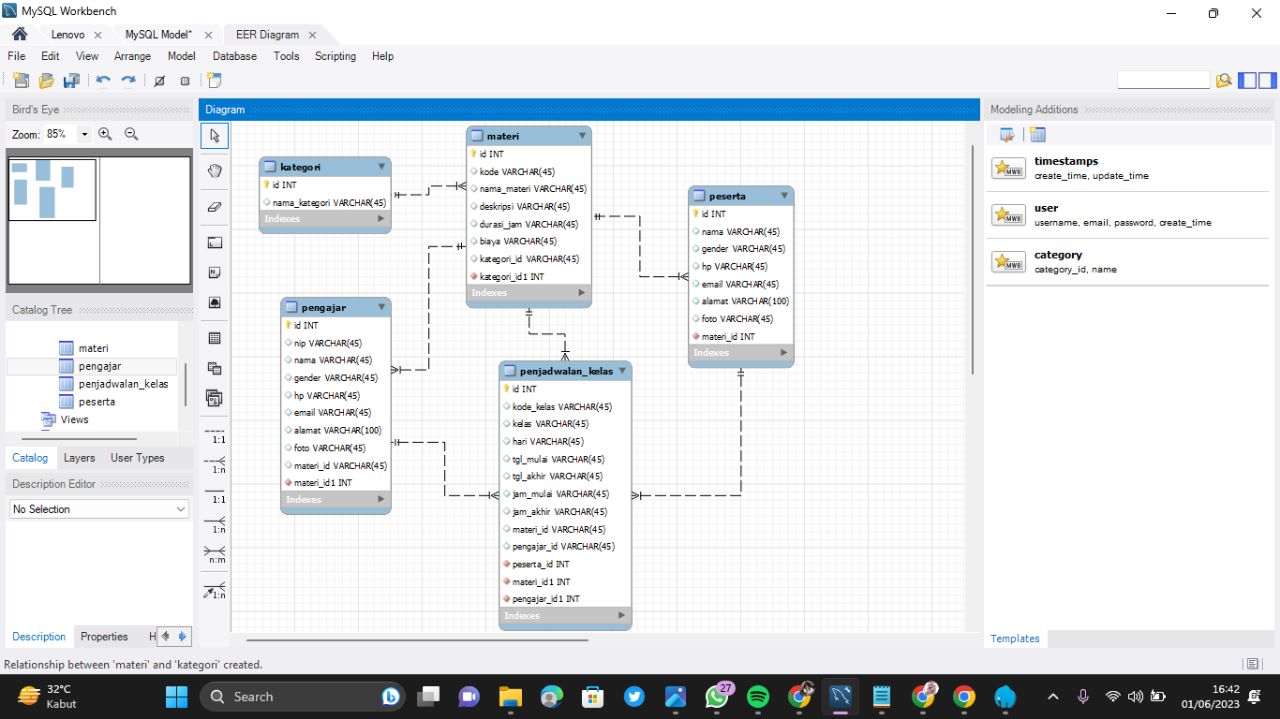 MySQL Workbench
Lenovo
MySQL Model*
EER Diagram
File Edit View Arrange Model Database Tools Scripting Help
Bird's Eye
Zoom: 85%
Catalog Tree
materi
pengajar
penjadwalan_kelas
peserta
Views
Catalog Layers User Types
Description Editor
No Selection
Description Properties H
Diagram
1:1
1:n
1:1
1:n
n:m
1:n
kategori
id INT
nama_kategori VARCHAR(45)
Indexes
materi
id INT
kode VARCHAR(45)
nama_materi VARCHAR(45)
deskripsi VARCHAR(45)
durasi_jam VARCHAR(45)
biaya VARCHAR(45)
kategori_id VARCHAR(45)
kategori_id1 INT
Indexes
peserta
id INT
nama VARCHAR(45)
gender VARCHAR(45)
hp VARCHAR(45)
email VARCHAR(45)
alamat VARCHAR(100)
foto VARCHAR(45)
materi_id INT
Indexes
pengajar
id INT
nip VARCHAR(45)
nama VARCHAR(45)
gender VARCHAR(45)
hp VARCHAR(45)
email VARCHAR(45)
alamat VARCHAR(100)
foto VARCHAR(45)
materi_id VARCHAR(45)
materi_id1 INT
Indexes
penjadwalan_kelas
id INT
kode_kelas VARCHAR(45)
kelas VARCHAR(45)
hari VARCHAR(45)
tgl_mulai VARCHAR(45)
tgl_akhir VARCHAR(45)
jam_mulai VARCHAR(45)
jam_akhir VARCHAR(45)
materi_id VARCHAR(45)
pengajar_id VARCHAR(45)
peserta_id INT
materi_id1 INT
pengajar_id1 INT
Indexes
Modeling Additions
MWB
timestamps
create_time, update_time
MWB
user
username, email, password, create_time
MWB
category
category_id, name
Templates
Relationship between 'materi' and 'kategori' created.
32°C
Kabut
Search
27
16:42
01/06/2023